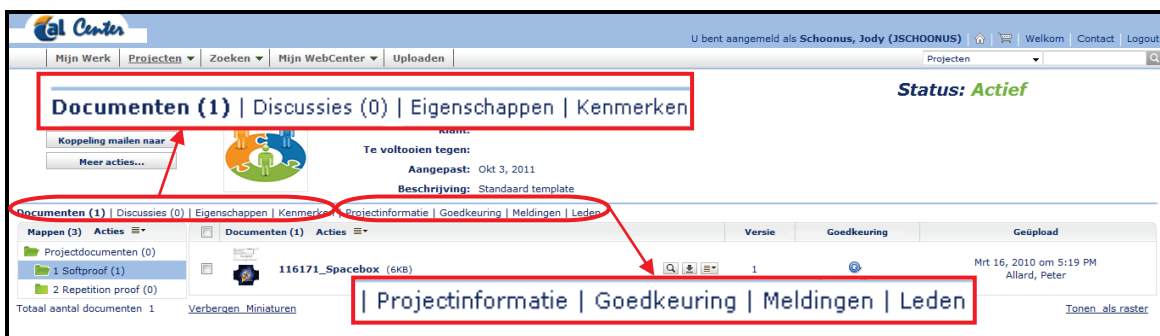 Cal Center
U bent aangemeld als Schoonus, Jody (JSCHOONUS) | Welkom | Contact | Logout
Mijn Werk | Projecten | Zoeken | Mijn WebCenter | Uploaden
Projecten
Documenten (1) | Discussies (0) | Eigenschappen | Kenmerken
Status: Actief
Klant:
Koppeling mailen naar
Te voltooien tegen:
Meer acties...
Aangepast: Okt 3, 2011
Beschrijving: Standaard template
Documenten (1) | Discussies (0) | Eigenschappen | Kenmerken | Projectinformatie | Goedkeuring | Meldingen | Leden
Mappen (3) Acties
Documenten (1) Acties
Versie
Goedkeuring
Geüpload
Projectdocumenten (0)
1 Softproof (1)
2 Repetition proof (0)
116171_Spacebox (6KB)
1
Mrt 16, 2010 om 5:19 PM
Allard, Peter
| Projectinformatie | Goedkeuring | Meldingen | Leden
Totaal aantal documenten 1
Verbergen Miniaturen
Tonen als raster